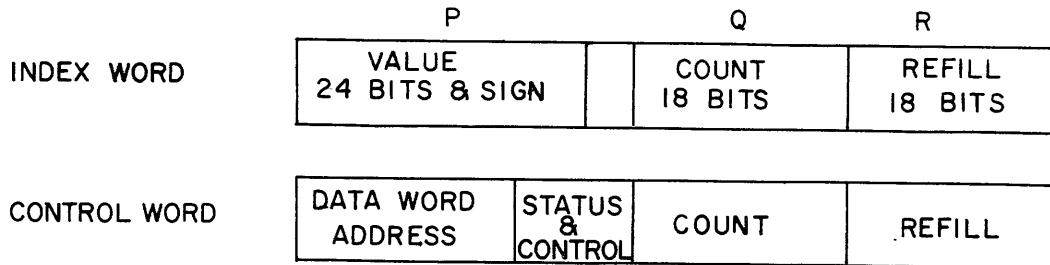 P Q R
INDEX WORD
VALUE
24 BITS & SIGN
COUNT
18 BITS
REFILL
18 BITS
CONTROL WORD
DATA WORD
ADDRESS
STATUS
&
CONTROL
COUNT
REFILL